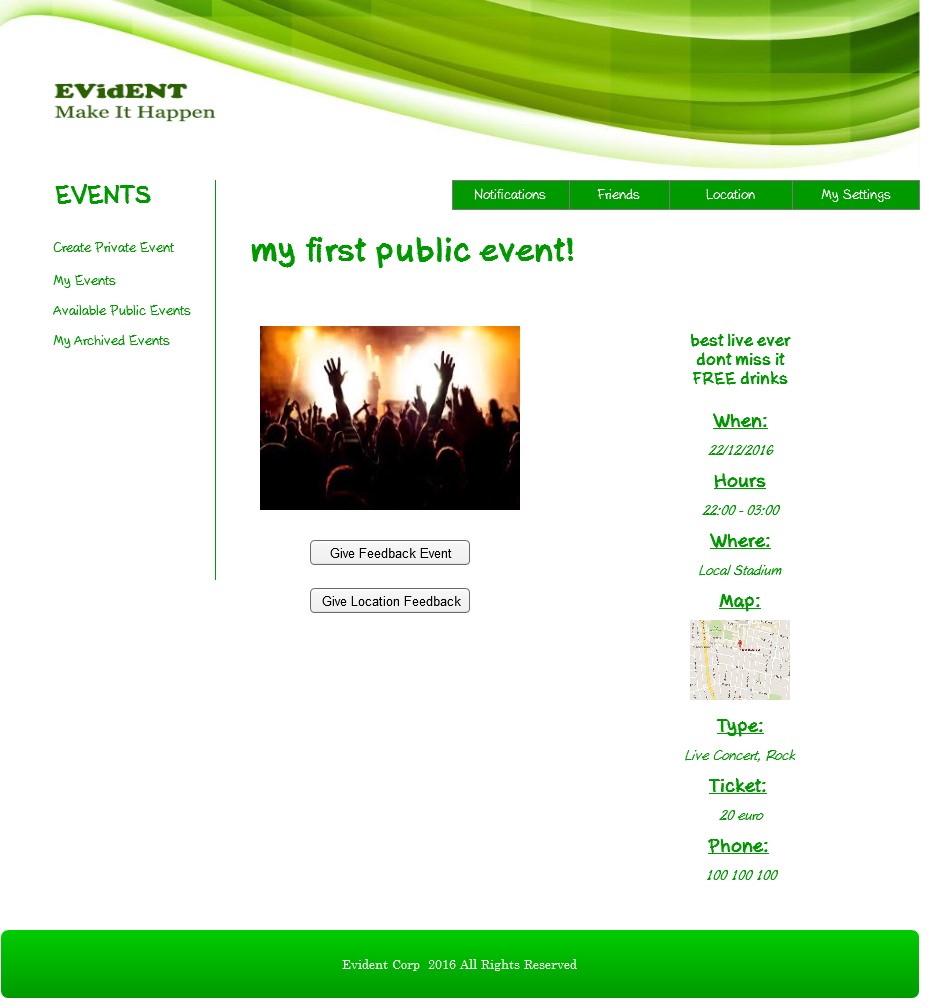 EVidENT
Make It Happen
EVENTS
Notifications Friends Location My Settings
Create Private Event
My Events
Available Public Events
My Archived Events
my first public event!
best live ever
dont miss it
FREE drinks
When:
22/12/2016
Hours
22:00 - 03:00
Where:
Local Stadium
Map:
Type:
Live Concert, Rock
Ticket:
20 euro
Phone:
100 100 100
Give Feedback Event
Give Location Feedback
Evident Corp 2016 All Rights Reserved